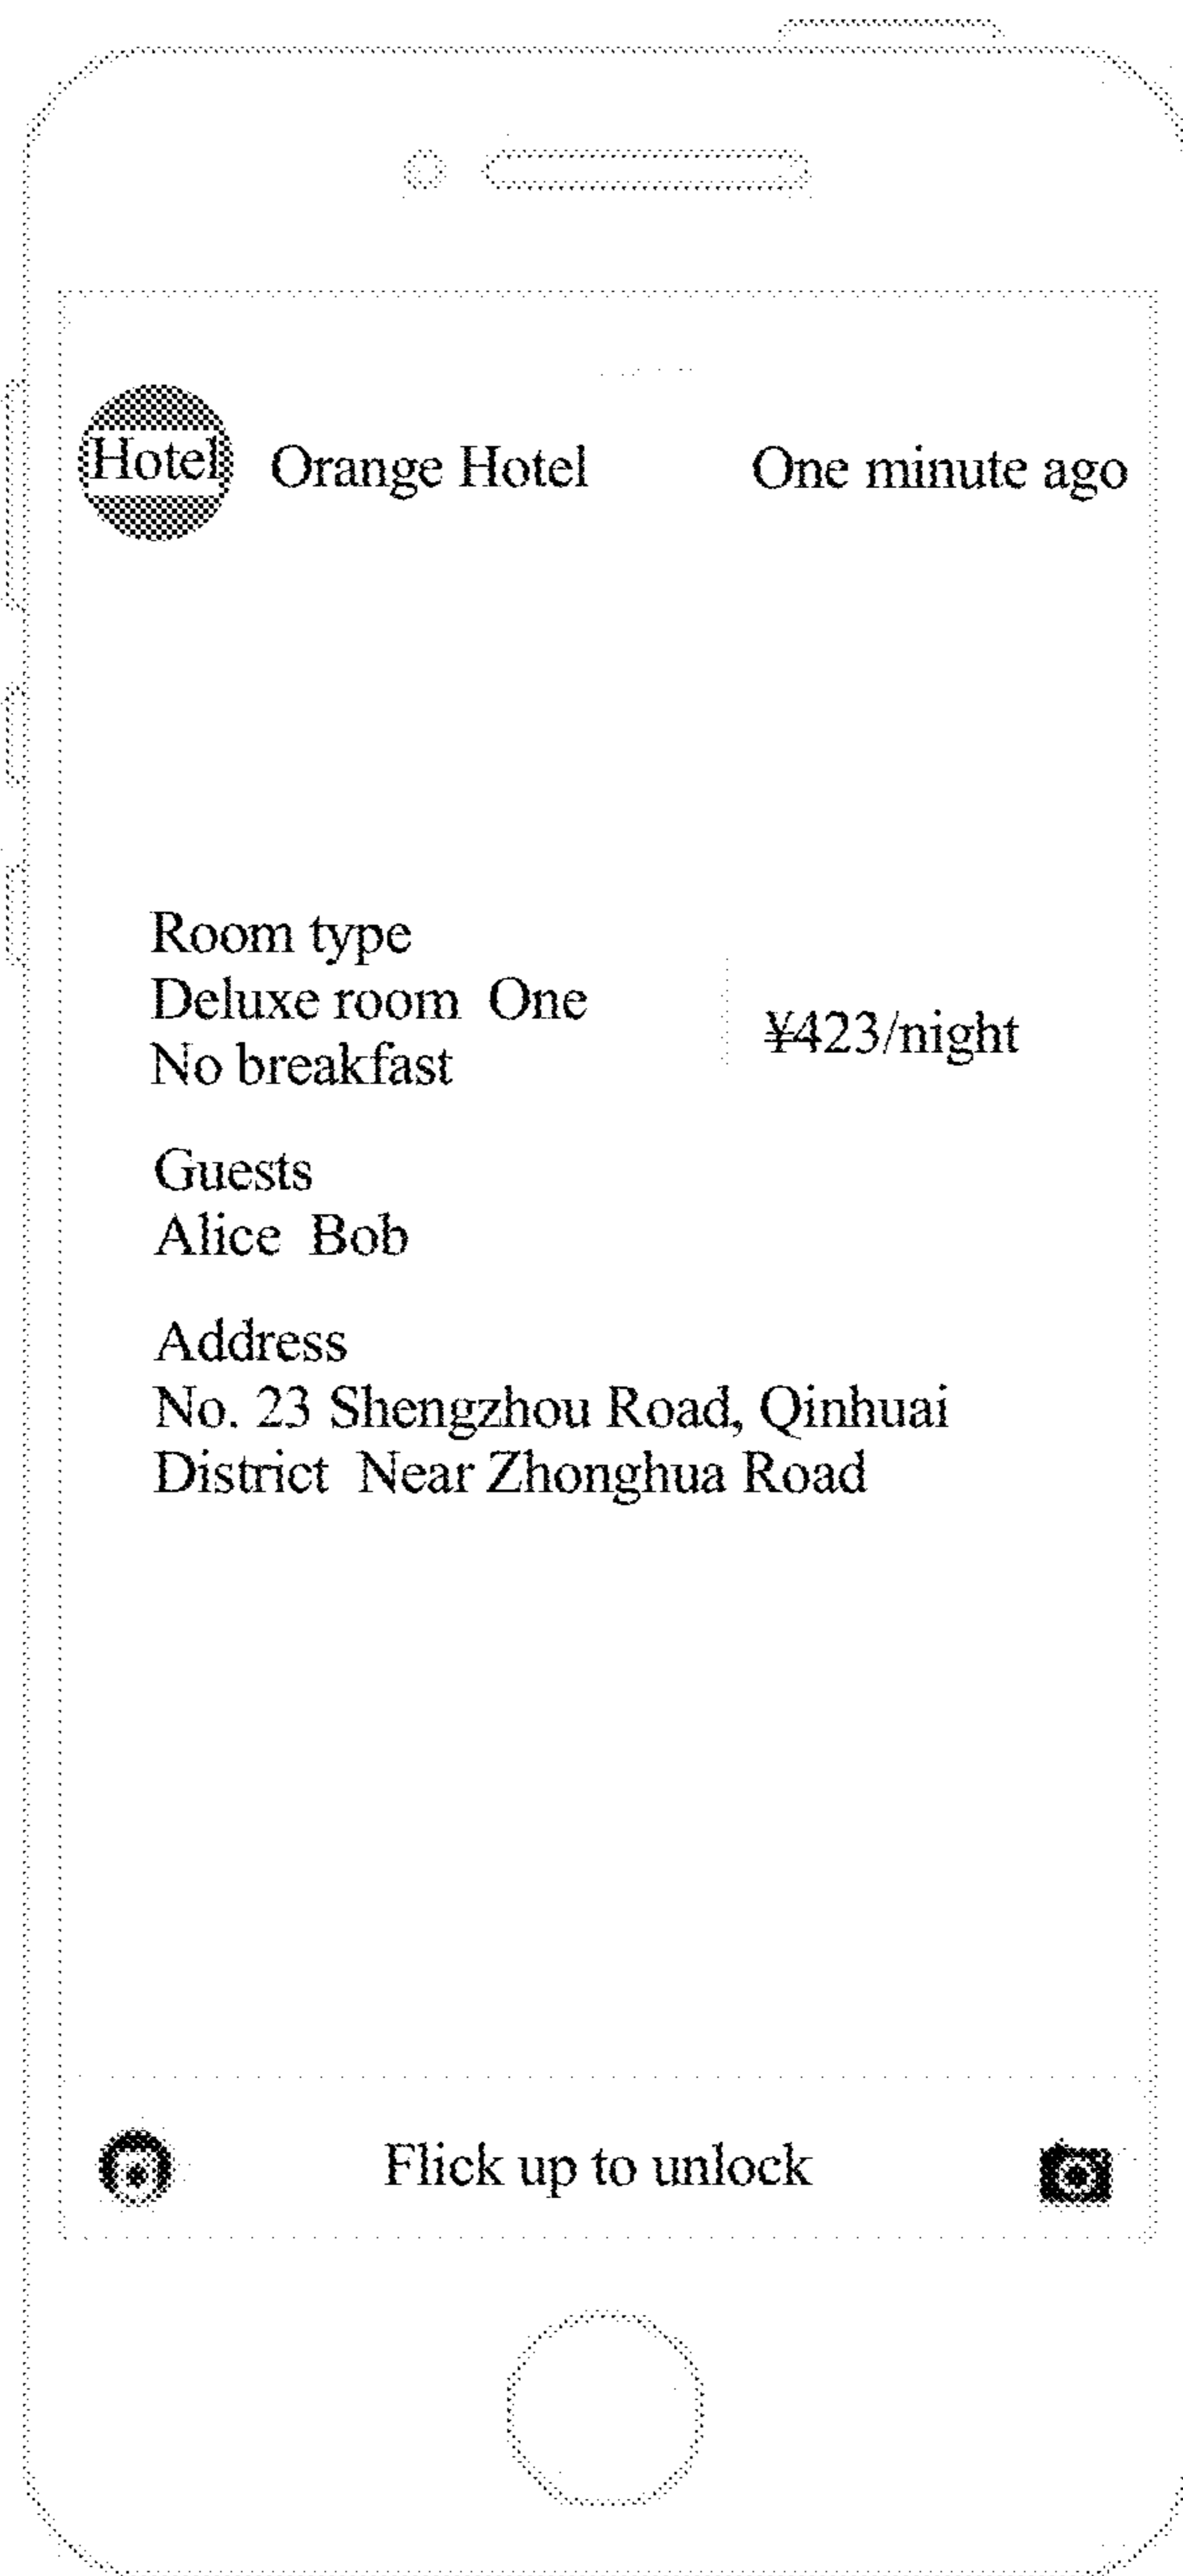 Hotel Orange Hotel One minute ago
Room type
Deluxe room One
No breakfast
¥423/night
Guests
Alice Bob
Address
No. 23 Shengzhou Road, Qinhuai
District Near Zhonghua Road
Flick up to unlock